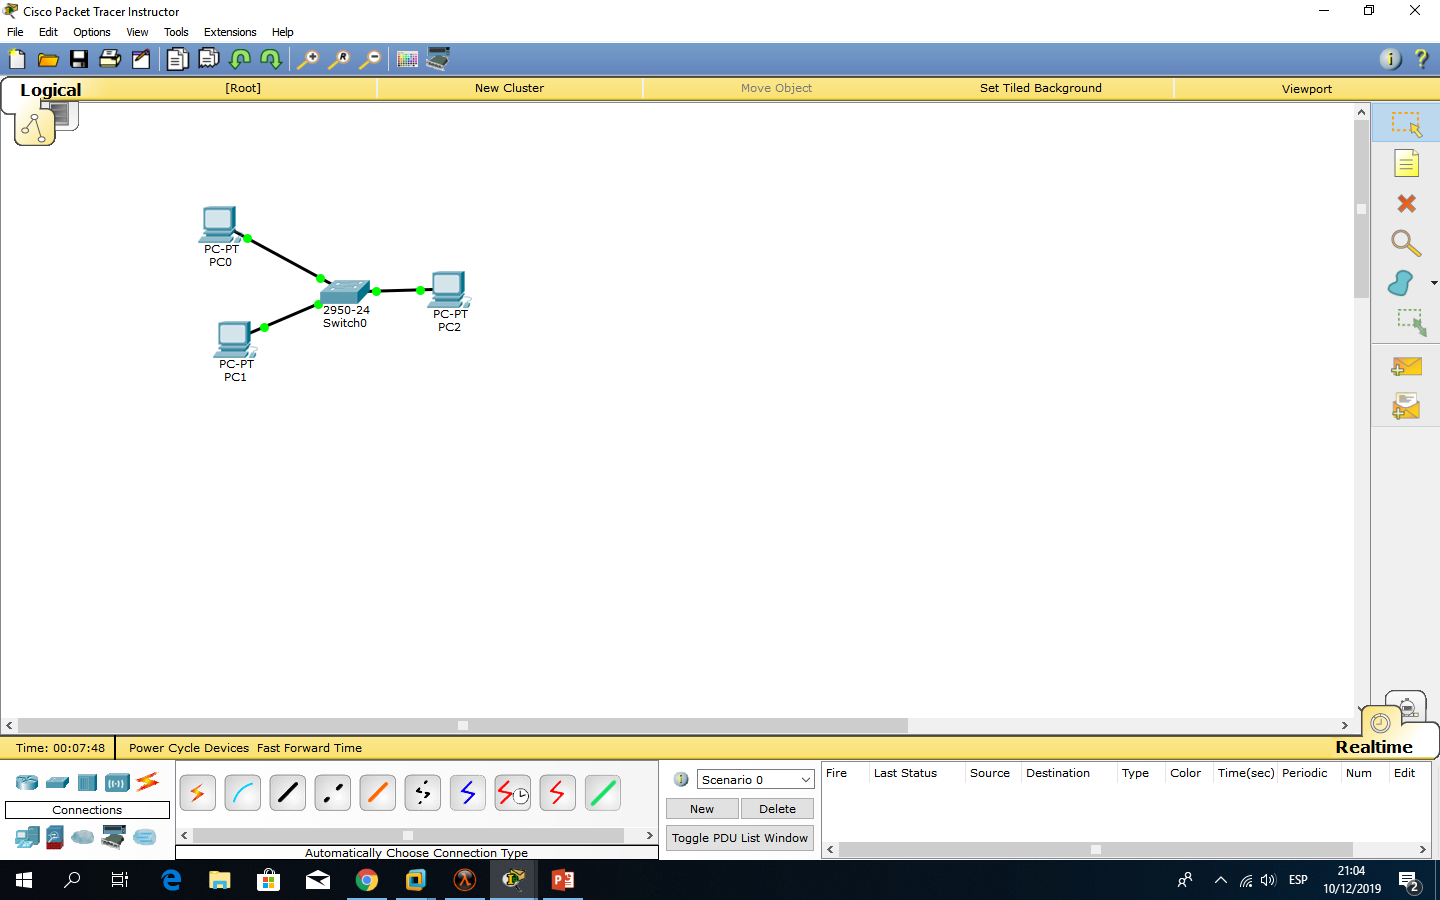 Cisco Packet Tracer Instructor
File Edit Options View Tools Extensions Help
Logical [Root] New Cluster Move Object Set Tiled Background Viewport
PC-PT
PC0
2950-24
Switch0
PC-PT
PC2
PC-PT
PC1
Realtime
Time: 00:07:48 Power Cycle Devices Fast Forward Time
Connections
Automatically Choose Connection Type
Scenario 0
New Delete
Toggle PDU List Window
Fire Last Status Source Destination Type Color Time(sec) Periodic Num Edit
ESP
21:04
10/12/2019
2